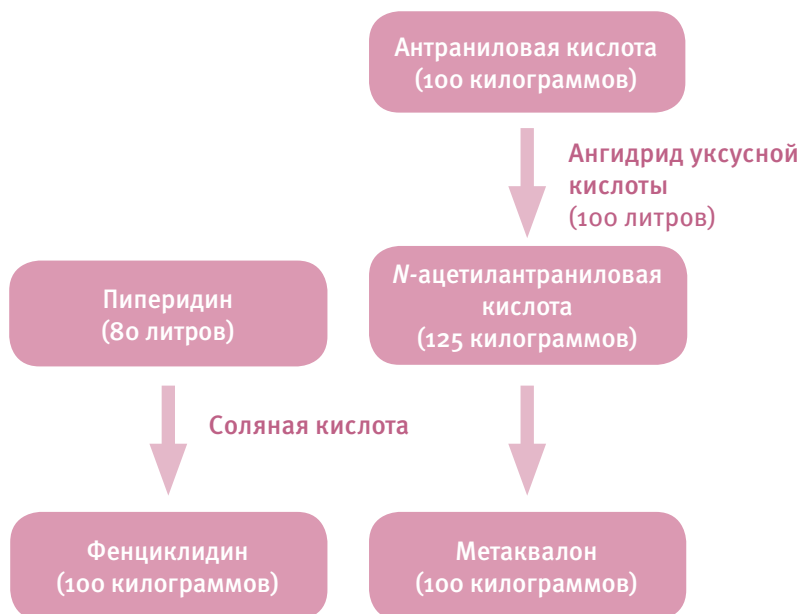 Антраниловая кислота
(100 килограммов)
Ангидрид уксусной
кислоты
(100 литров)
Пиперидин
(80 литров)
N-ацетилантраниловая
кислота
(125 килограммов)
Соляная кислота
Фенциклидин
(100 килограммов)
Метаквалон
(100 килограммов)